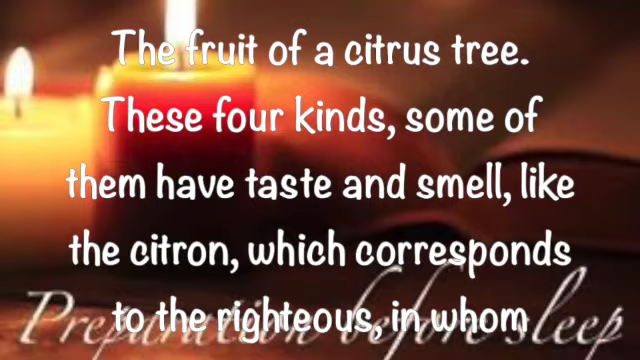 The fruit of a citrus tree.
These four kinds, some of
them have taste and smell, like
the citron, which corresponds
to the righteous, in whom
Preparation before sleep